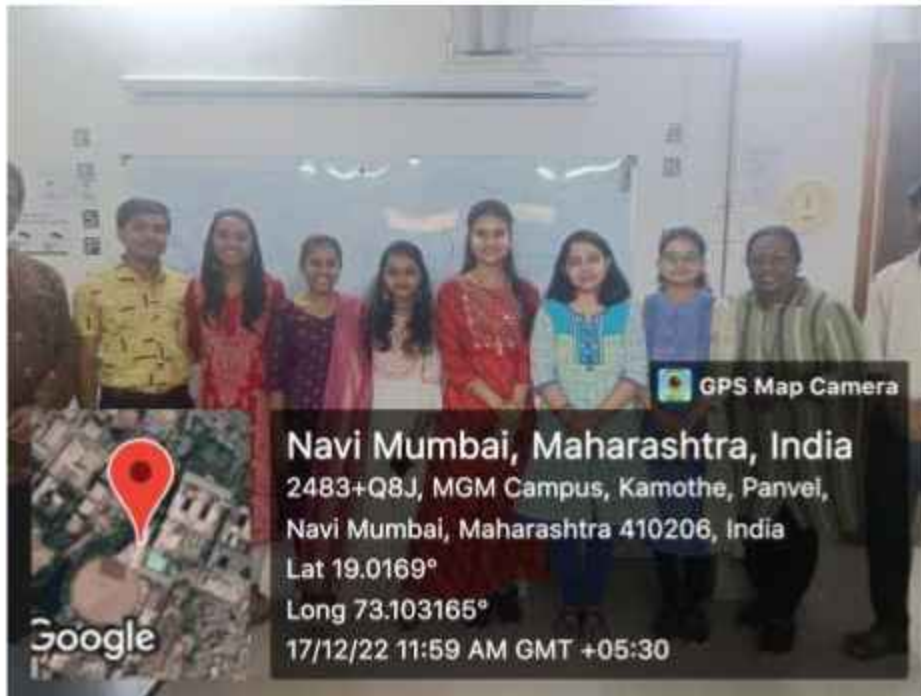 GPS Map Camera
Navi Mumbai, Maharashtra, India
2483+Q8J, MGM Campus, Kamothe, Panvel,
Navi Mumbai, Maharashtra 410206, India
Lat 19.0169°
Long 73.103165°
17/12/22 11:59 AM GMT +05:30
Google